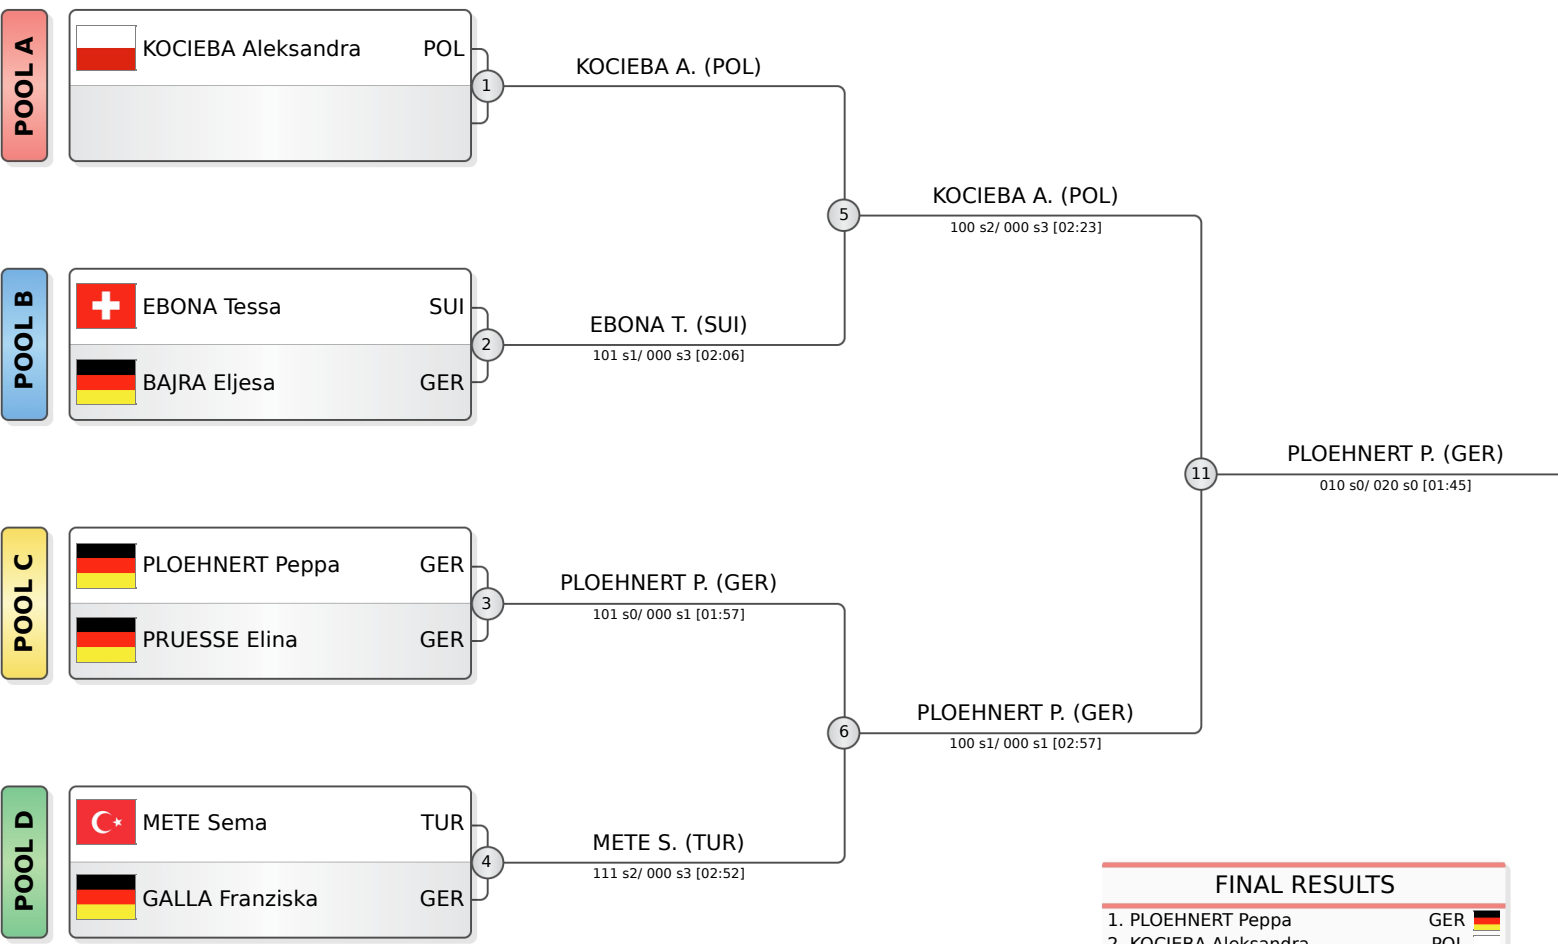 POOL A
KOCIEBA Aleksandra POL
1
KOCIEBA A. (POL)
5
KOCIEBA A. (POL)
100 s2/ 000 s3 [02:23]
POOL B
EBONA Tessa SUI
BAJRA Eljesa GER
2
EBONA T. (SUI)
101 s1/ 000 s3 [02:06]
11
PLOEHNERT P. (GER)
010 s0/ 020 s0 [01:45]
POOL C
PLOEHNERT Peppa GER
PRUESSE Elina GER
3
PLOEHNERT P. (GER)
101 s0/ 000 s1 [01:57]
6
PLOEHNERT P. (GER)
100 s1/ 000 s1 [02:57]
POOL D
METE Sema TUR
GALLA Franziska GER
4
METE S. (TUR)
111 s2/ 000 s3 [02:52]
FINAL RESULTS
1. PLOEHNERT Peppa GER
2. KOCIEBA Aleksandra POL